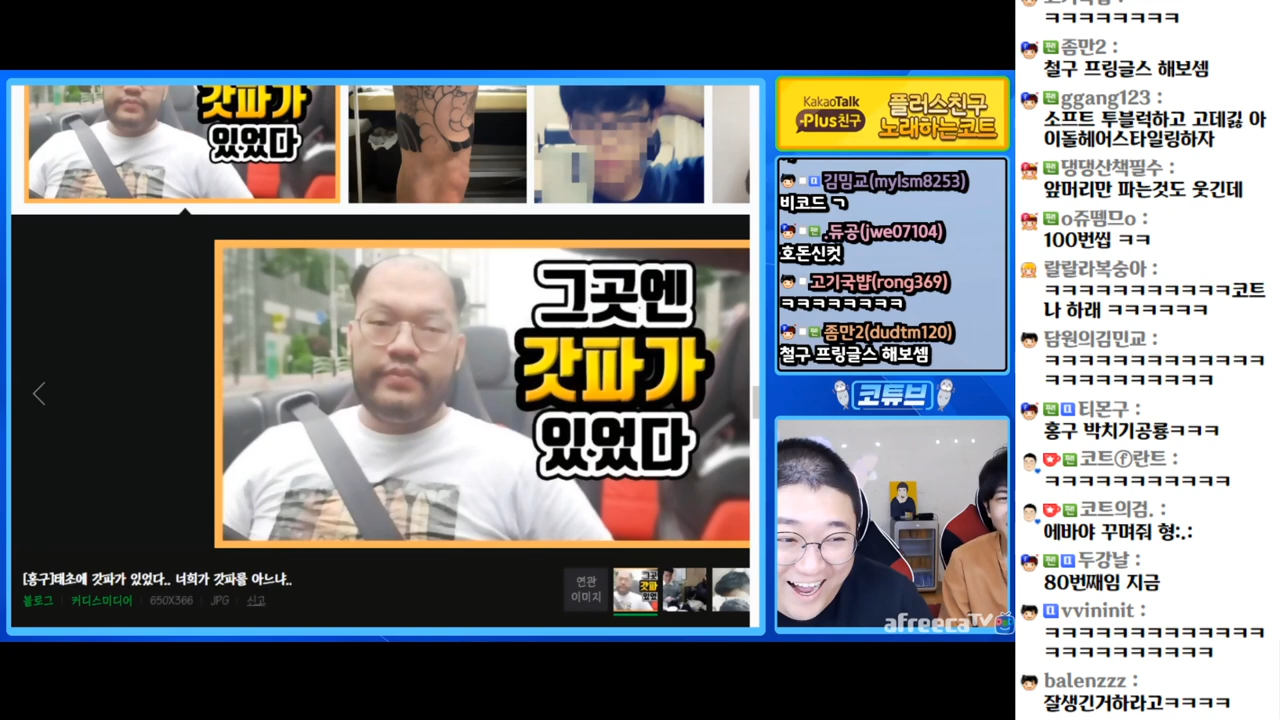 갓파가
있었다
그곳엔
갓파가
있었다
[홍구]태초에 갓파가 있었다.. 너희가 갓파를 아느냐..
블로그 커디스미디어 650X366 JPG 신고
연관
이미지
KakaoTalk
Plus친구
플러스친구
노래하는코트
김밈교(mylsm8253)
비코드 ㄱ
.듀공(jwe07104)
호돈신컷
고기국뱝(rong369)
ㅋㅋㅋㅋㅋㅋㅋㅋ
좀만2(dudtm120)
철구 프링글스 해보셈
코튜브
afreecaTV
ㅋㅋㅋㅋㅋㅋㅋㅋ
좀만2 :
철구 프링글스 해보셈
ggang123 :
소프트 투블럭하고 고데깋 아
이돌헤어스타일링하자
댕댕산책필수 :
앞머리만 파는것도 웃긴데
o쥬뗌므o :
100번씹 ㅋㅋ
랄랄라복숭아 :
ㅋㅋㅋㅋㅋㅋㅋㅋㅋㅋㅋ코트
나 하래 ㅋㅋㅋㅋㅋㅋ
담원의김민교 :
ㅋㅋㅋㅋㅋㅋㅋㅋㅋㅋㅋㅋㅋ
ㅋㅋㅋㅋㅋㅋㅋㅋㅋㅋ
티몬구 :
홍구 박치기공룡ㅋㅋㅋ
코트ⓕ란트 :
ㅋㅋㅋㅋㅋㅋㅋㅋㅋㅋㅋ
코트의검. :
에바야 꾸며줘 형:.:
두강날 :
80번째임 지금
vvininit :
ㅋㅋㅋㅋㅋㅋㅋㅋㅋㅋㅋㅋㅋ
ㅋㅋㅋㅋㅋㅋㅋㅋㅋㅋ
balenzzz :
잘생긴거하라고ㅋㅋㅋㅋ